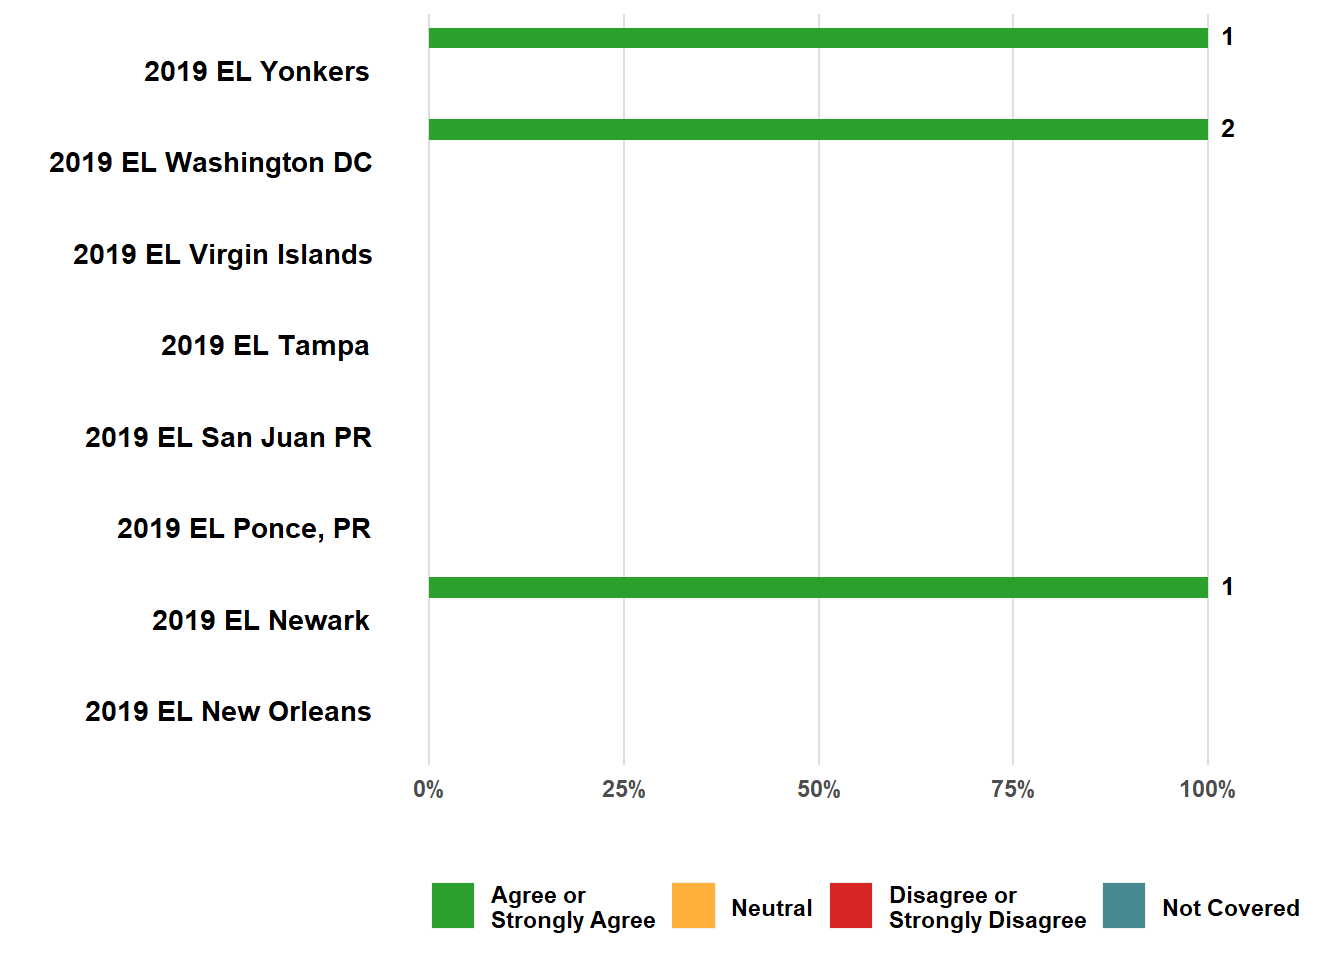 1
2019 EL Yonkers
2
2019 EL Washington DC
2019 EL Virgin Islands
2019 EL Tampa
2019 EL San Juan PR
2019 EL Ponce, PR
1
2019 EL Newark
2019 EL New Orleans
0% 25% 50% 75% 100%
Agree or
Strongly Agree
Neutral
Disagree or
Strongly Disagree
Not Covered